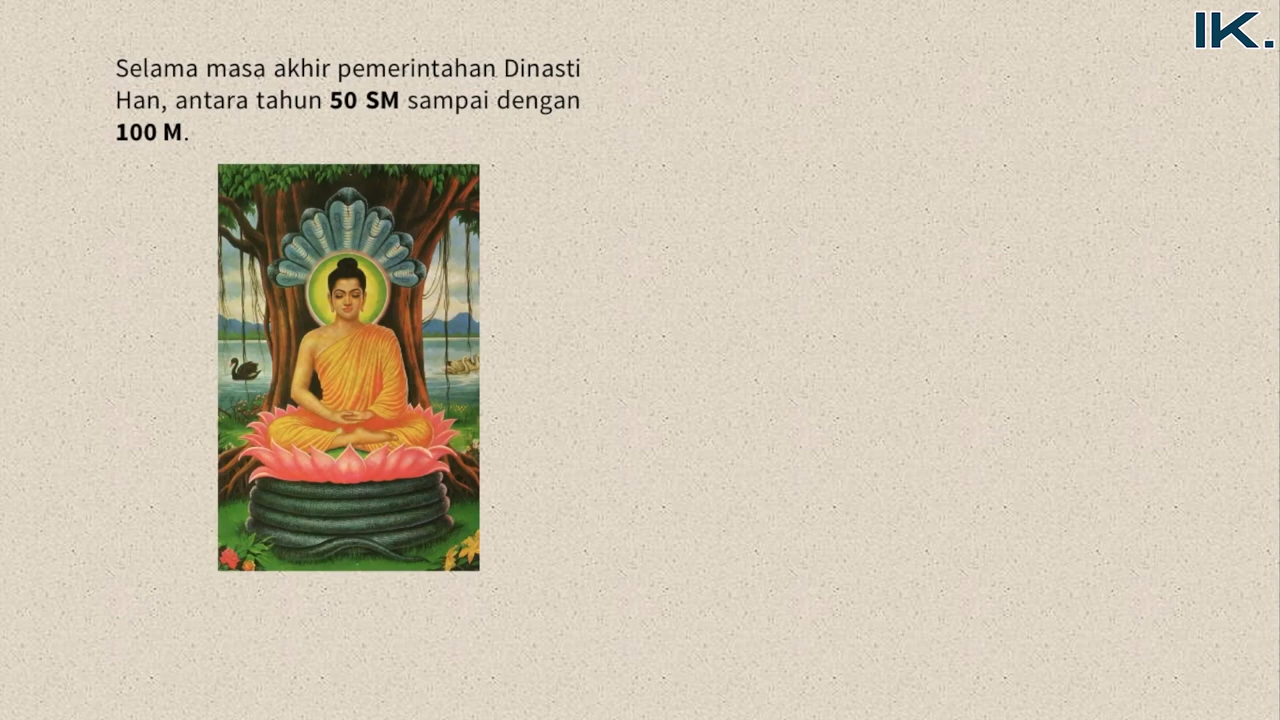 IK.
Selama masa akhir pemerintahan Dinasti
Han, antara tahun 50 SM sampai dengan
100 M.